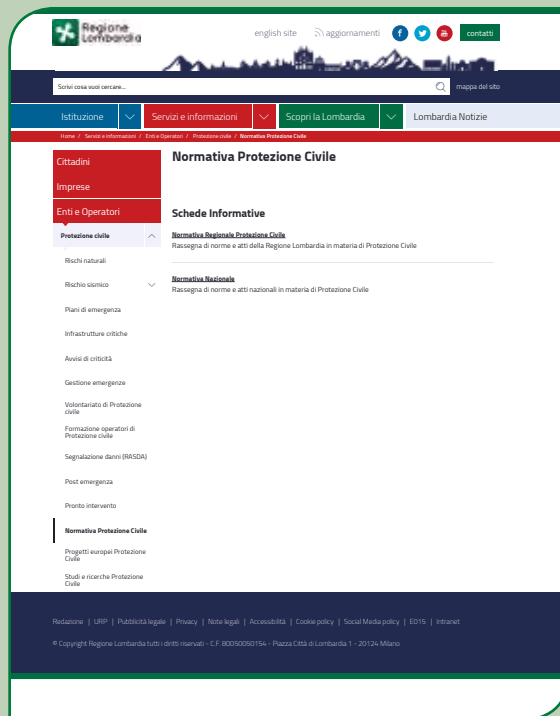 Regione
Lombardia
english site
aggiornamenti
contatti
Scrivi cosa vuoi cercare...
mappa del sito
Istituzione
Servizi e informazioni
Scopri la Lombardia
Lombardia Notizie
Home / Servizi e Informazioni / Enti e Operatori / Protezione civile / Normativa Protezione Civile
Cittadini
Imprese
Enti e Operatori
Protezione civile
Rischi naturali
Rischio sismico
Piani di emergenza
Infrastrutture critiche
Avvisi di criticità
Gestione emergenze
Volontariato di Protezione
civile
Formazione operatori di
Protezione civile
Segnalazione danni (RASDA)
Post emergenza
Pronto intervento
Normativa Protezione Civile
Progetti europei Protezione
Civile
Studi e ricerche Protezione
Civile
Normativa Protezione Civile
Schede Informative
Normativa Regionale Protezione Civile
Rassegna di norme e atti della Regione Lombardia in materia di Protezione Civile
Normativa Nazionale
Rassegna di norme e atti nazionali in materia di Protezione Civile
Redazione | URP | Pubblicità legale | Privacy | Note legali | Accessibilità | Cookie policy | Social Media policy | E015 | Intranet
© Copyright Regione Lombardia tutti i diritti riservati - C.F. 80050050154 - Piazza Città di Lombardia 1 - 20124 Milano